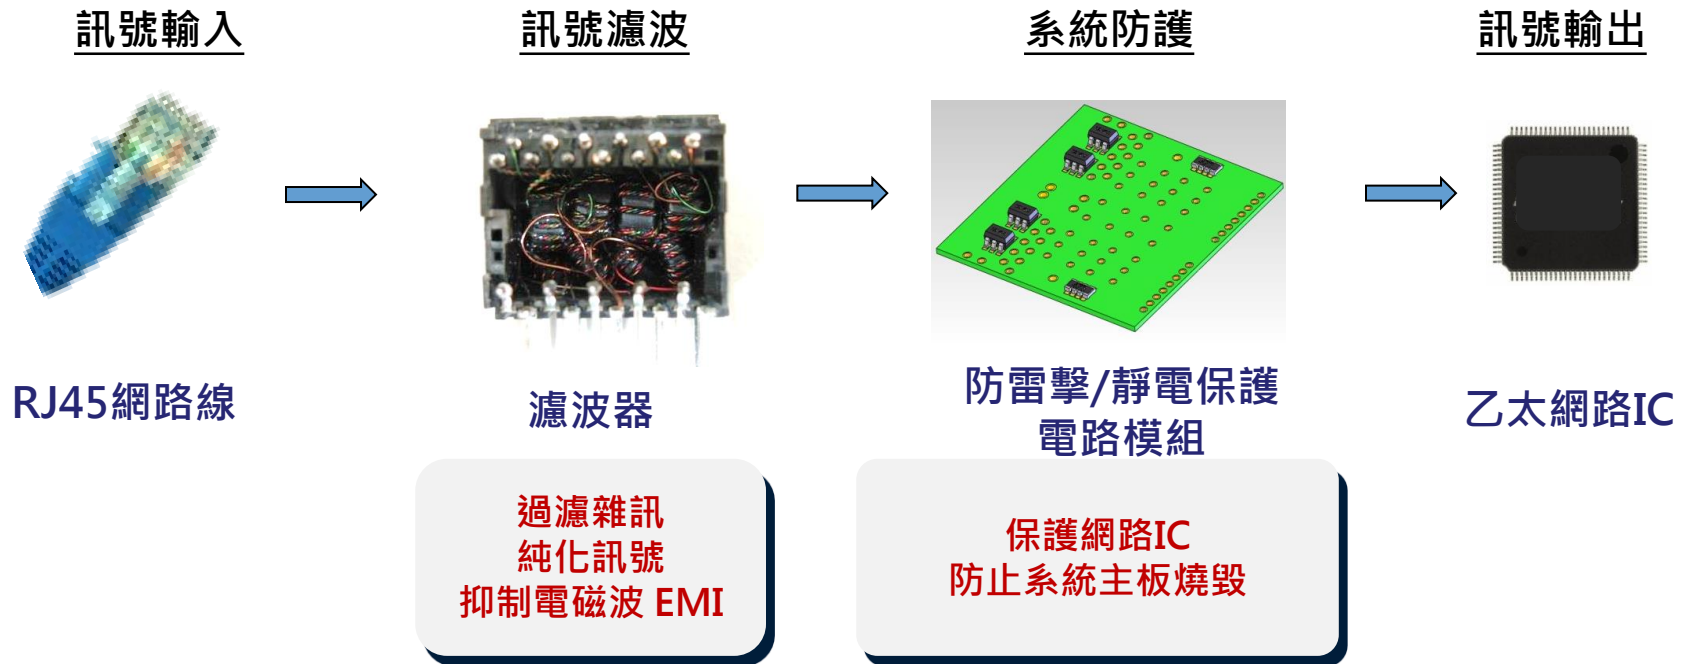 訊號輸入
訊號濾波
系統防護
訊號輸出
RJ45網路線
濾波器
防雷擊/靜電保護
電路模組
乙太網路IC
過濾雜訊
純化訊號
抑制電磁波 EMI
保護網路IC
防止系統主板燒毀